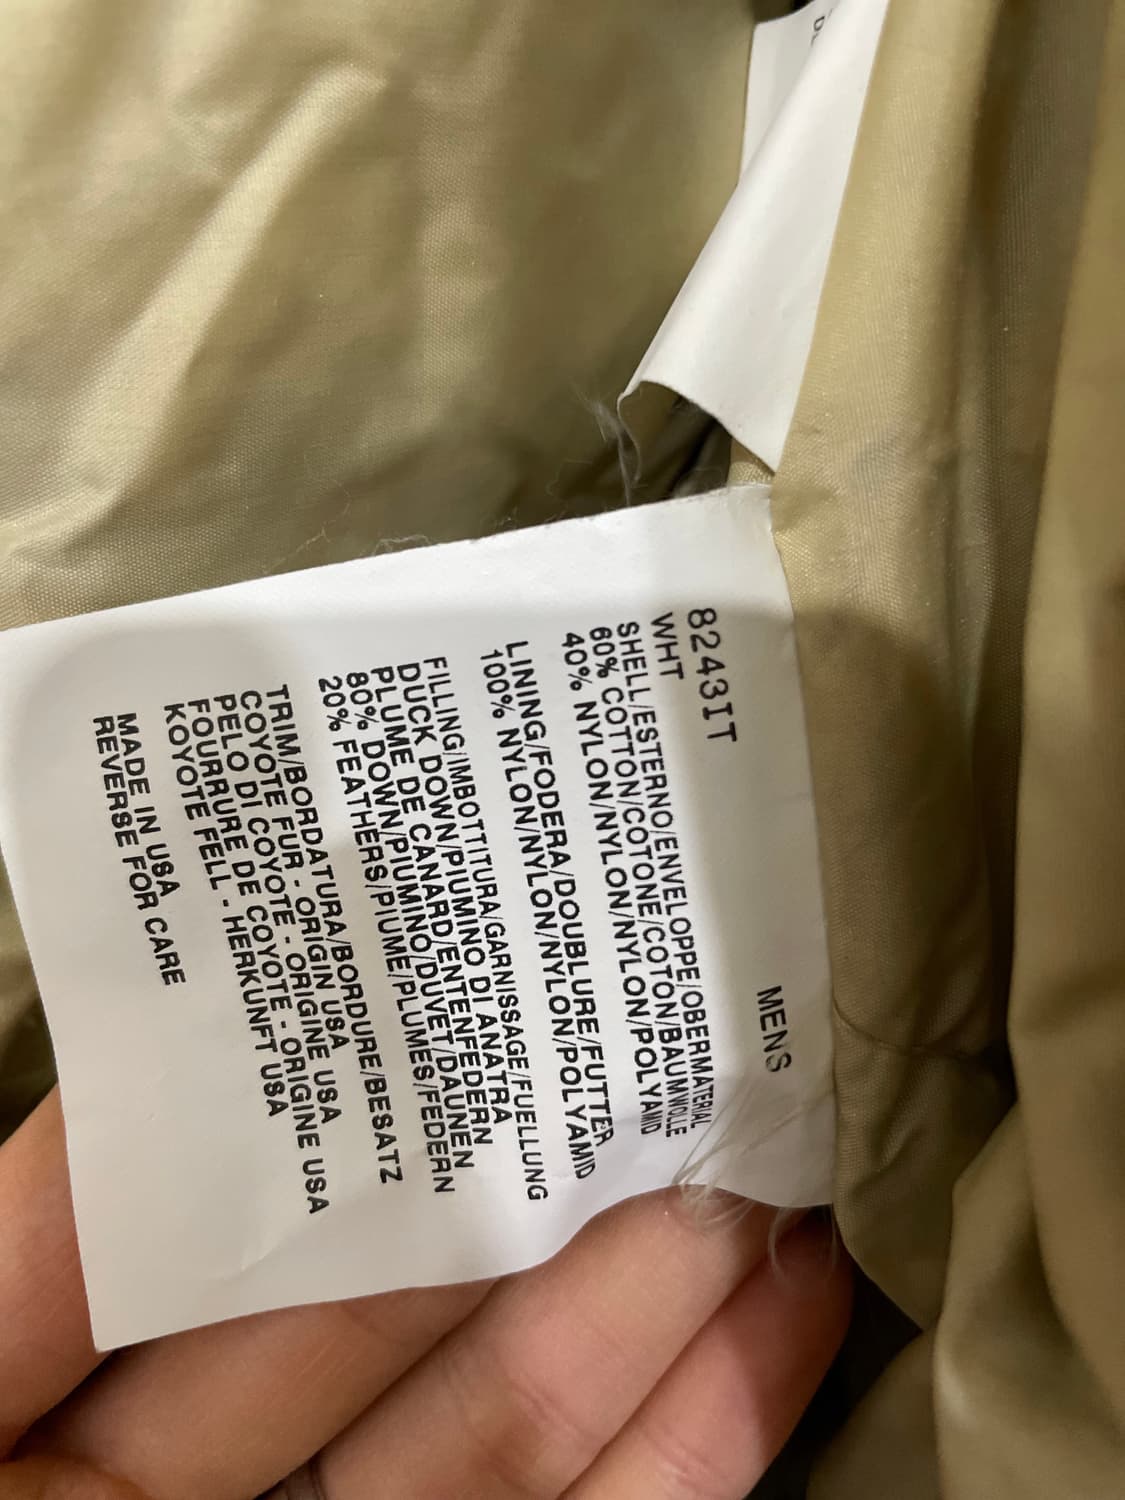 MENS
8243IT
WHT
SHELL/ESTERNO/ENVELOPPE/OBERMATERIAL
60% COTTON/COTONE/COTON/BAUMWOLLE
40% NYLON/NYLON/NYLON/POLYAMID
LINING/FODERA/DOUBLURE/FUTTER
100% NYLON/NYLON/NYLON/POLYAMID
FILLING/IMBOTTITURA/GARNISSAGE/FUELLUNG
DUCK DOWN/PIUMINO DI ANATRA
PLUME DE CANARD/ENTENFEDERN
80% DOWN/PIUMINO/DUVET/DAUNEN
20% FEATHERS/PIUME/PLUMES/FEDERN
TRIM/BORDATURA/BORDURE/BESATZ
COYOTE FUR - ORIGIN USA
PELO DI COYOTE - ORIGINE USA
FOURRURE DE COYOTE - ORIGINE USA
KOYOTE FELL - HERKUNFT USA
MADE IN USA
REVERSE FOR CARE